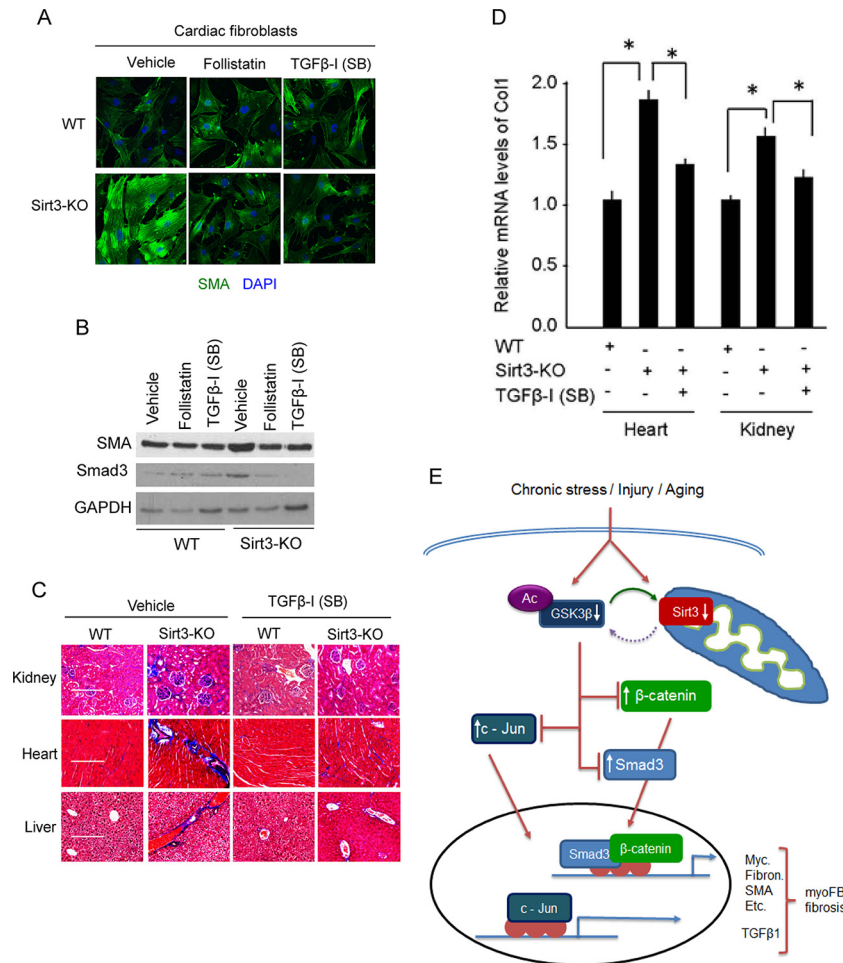 A
Cardiac fibroblasts
Vehicle Follistatin TGFβ-I (SB)
WT
Sirt3-KO
SMA DAPI
B
Vehicle
Follistatin
TGFβ-I (SB)
Vehicle
Follistatin
TGFβ-I (SB)
SMA
Smad3
GAPDH
WT Sirt3-KO
C
Vehicle TGFβ-I (SB)
WT Sirt3-KO WT Sirt3-KO
Kidney
Heart
Liver
D
Relative mRNA levels of Col1
2.0
1.5
1.0
0.5
0.0
* * * *
WT + - - + - -
Sirt3-KO - + + - + +
TGFβ-I (SB) - - + - - +
Heart Kidney
E
Chronic stress / Injury / Aging
Ac
GSK3β
Sirt3
β-catenin
c - Jun
Smad3
Smad3
β-catenin
c - Jun
Myc.
Fibron.
SMA
Etc.
TGFβ1
myoFB
fibrosis